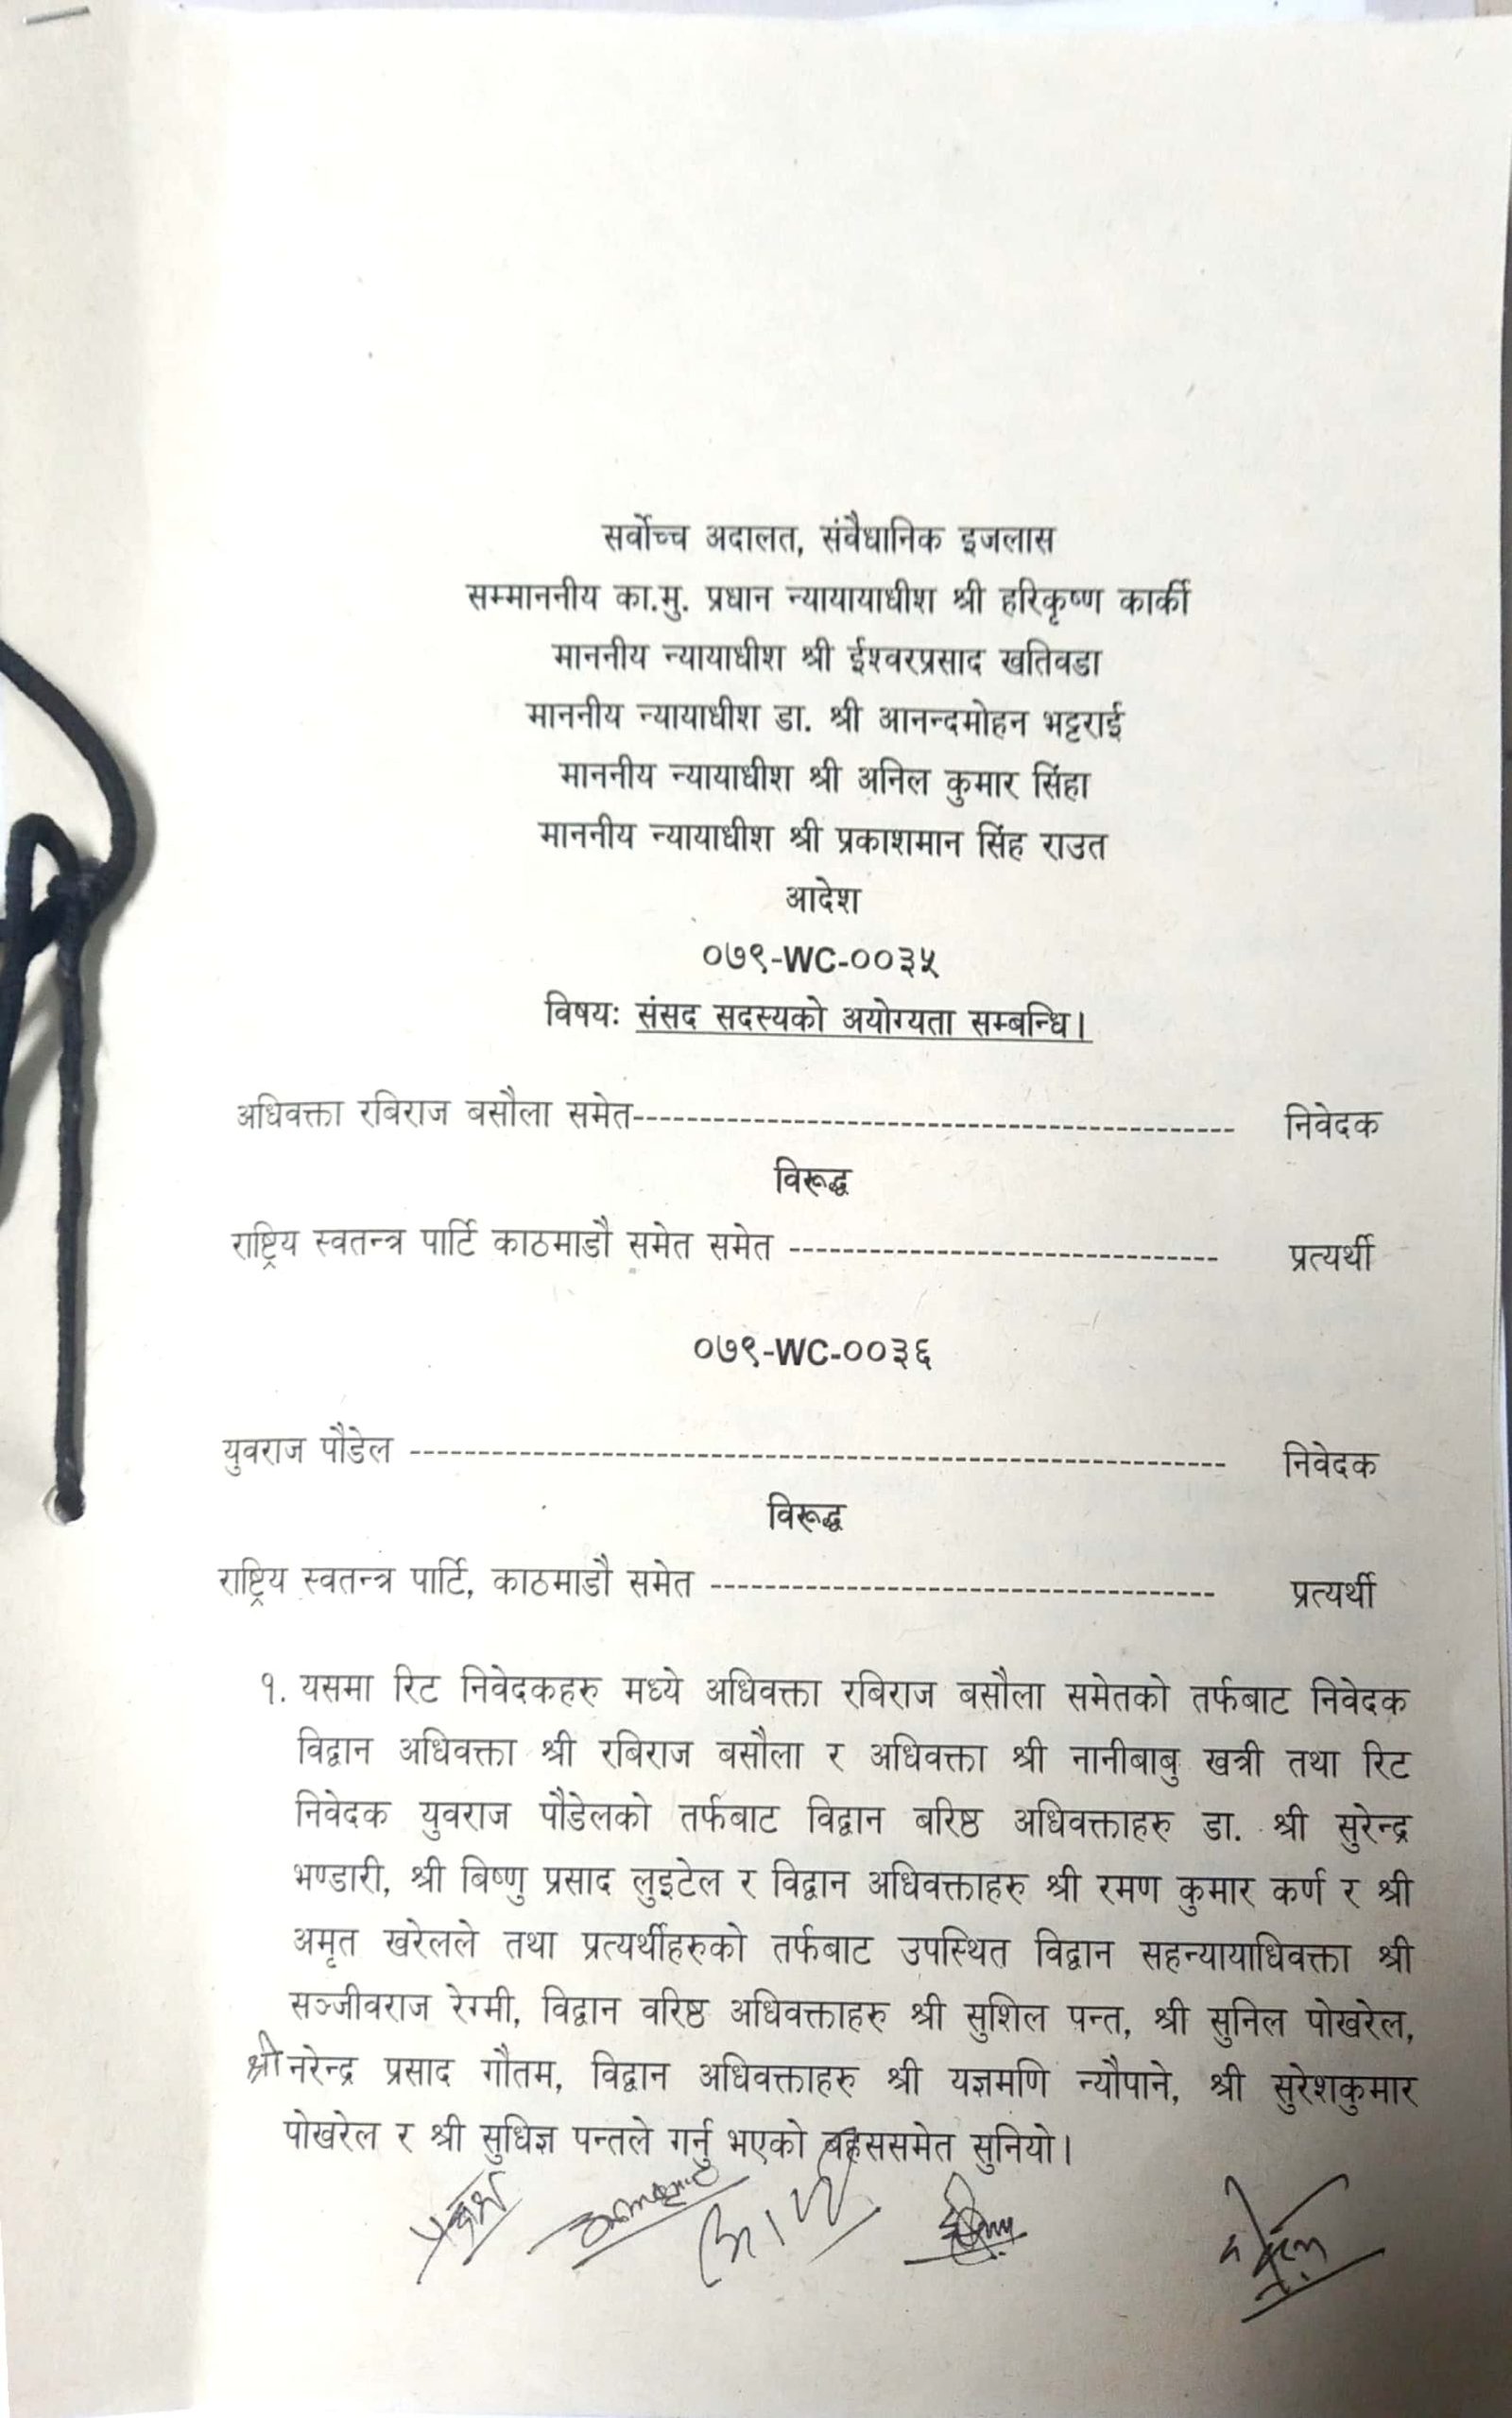 सर्वोच्च अदालत, संवैधानिक इजलास
सम्माननीय का.मु. प्रधान न्यायायाधीश श्री हरिकृष्ण कार्की
माननीय न्यायाधीश श्री ईश्वरप्रसाद खतिवडा
माननीय न्यायाधीश डा. श्री आनन्दमोहन भट्टराई
माननीय न्यायाधीश श्री अनिल कुमार सिंहा
माननीय न्यायाधीश श्री प्रकाशमान सिंह राउत
आदेश
०७९-WC-००३५
विषयः संसद सदस्यको अयोग्यता सम्बन्धि।
अधिवक्ता रबिराज बसौला समेत--------------------------------------------- निवेदक
विरूद्ध
राष्ट्रिय स्वतन्त्र पार्टि काठमाडौ समेत समेत -------------------------------- प्रत्यर्थी
०७९-WC-००३६
युवराज पौडेल ------------------------------------------------------------- निवेदक
विरूद्ध
राष्ट्रिय स्वतन्त्र पार्टि, काठमाडौ समेत -------------------------------------- प्रत्यर्थी
१. यसमा रिट निवेदकहरु मध्ये अधिवक्ता रबिराज बसौला समेतको तर्फबाट निवेदक
विद्वान अधिवक्ता श्री रबिराज बसौला र अधिवक्ता श्री नानीबाबु खत्री तथा रिट
निवेदक युवराज पौडेलको तर्फबाट विद्वान बरिष्ठ अधिवक्ताहरु डा. श्री सुरेन्द्र
भण्डारी, श्री बिष्णु प्रसाद लुइटेल र विद्वान अधिवक्ताहरु श्री रमण कुमार कर्ण र श्री
अमृत खरेलले तथा प्रत्यर्थीहरुको तर्फबाट उपस्थित विद्वान सहन्यायाधिवक्ता श्री
सञ्जीवराज रेग्मी, विद्वान वरिष्ठ अधिवक्ताहरु श्री सुशिल पन्त, श्री सुनिल पोखरेल,
श्री नरेन्द्र प्रसाद गौतम, विद्वान अधिवक्ताहरु श्री यज्ञमणि न्यौपाने, श्री सुरेशकुमार
पोखरेल र श्री सुधिज्ञ पन्तले गर्नु भएको बहससमेत सुनियो।